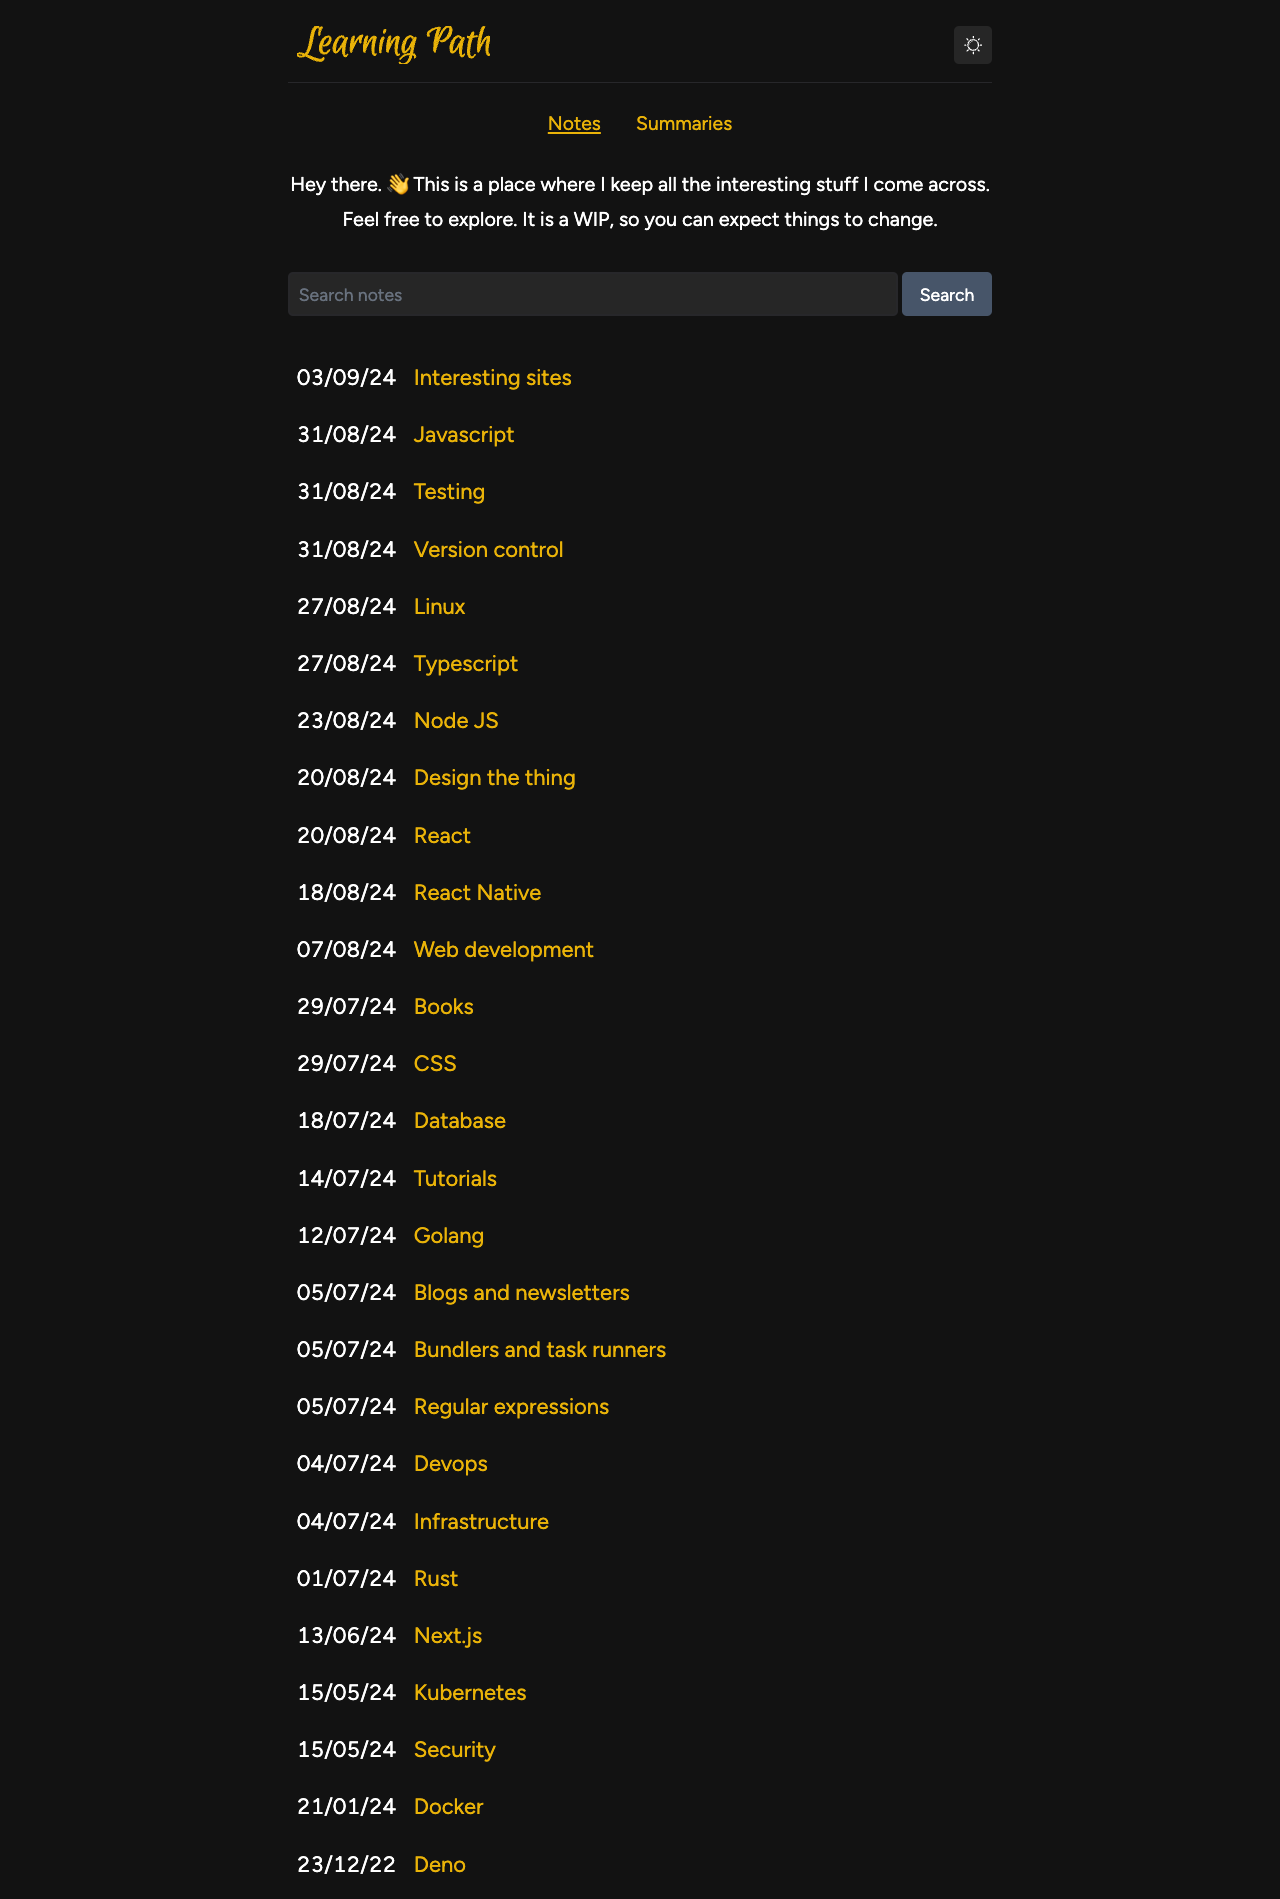 Learning Path
Notes Summaries
Hey there. 👋 This is a place where I keep all the interesting stuff I come across.
Feel free to explore. It is a WIP, so you can expect things to change.
Search notes Search
03/09/24 Interesting sites
31/08/24 Javascript
31/08/24 Testing
31/08/24 Version control
27/08/24 Linux
27/08/24 Typescript
23/08/24 Node JS
20/08/24 Design the thing
20/08/24 React
18/08/24 React Native
07/08/24 Web development
29/07/24 Books
29/07/24 CSS
18/07/24 Database
14/07/24 Tutorials
12/07/24 Golang
05/07/24 Blogs and newsletters
05/07/24 Bundlers and task runners
05/07/24 Regular expressions
04/07/24 Devops
04/07/24 Infrastructure
01/07/24 Rust
13/06/24 Next.js
15/05/24 Kubernetes
15/05/24 Security
21/01/24 Docker
23/12/22 Deno